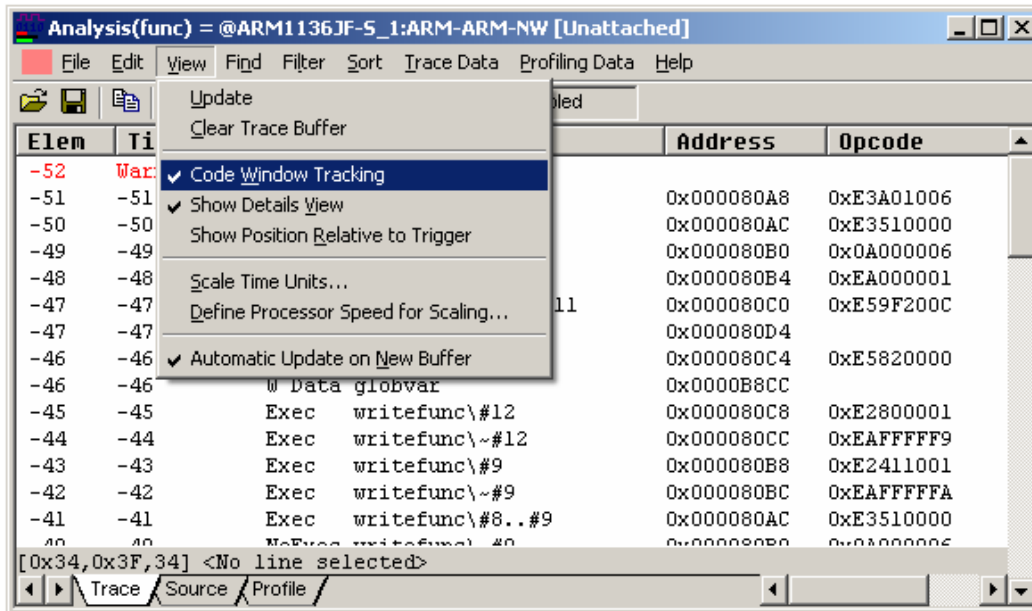 Analysis(func) = @ARM1136JF-S_1:ARM-ARM-NW [Unattached]
File Edit View Find Filter Sort Trace Data Profiling Data Help
Update
Clear Trace Buffer
✓ Code Window Tracking
✓ Show Details View
Show Position Relative to Trigger
Scale Time Units...
Define Processor Speed for Scaling...
✓ Automatic Update on New Buffer
Elem Address Opcode
-52
-51 -51 0x000080A8 0xE3A01006
-50 -50 0x000080AC 0xE3510000
-49 -49 0x000080B0 0x0A000006
-48 -48 0x000080B4 0xEA000001
-47 -47 11 0x000080C0 0xE59F200C
-47 -47 0x000080D4
-46 -46 0x000080C4 0xE5820000
-46 -46 W Data globvar 0x0000B8CC
-45 -45 Exec writefunc\#12 0x000080C8 0xE2800001
-44 -44 Exec writefunc\~#12 0x000080CC 0xEAFFFFF9
-43 -43 Exec writefunc\#9 0x000080B8 0xE2411001
-42 -42 Exec writefunc\~#9 0x000080BC 0xEAFFFFFA
-41 -41 Exec writefunc\#8..#9 0x000080AC 0xE3510000
[0x34,0x3F,34] <No line selected>
Trace Source Profile